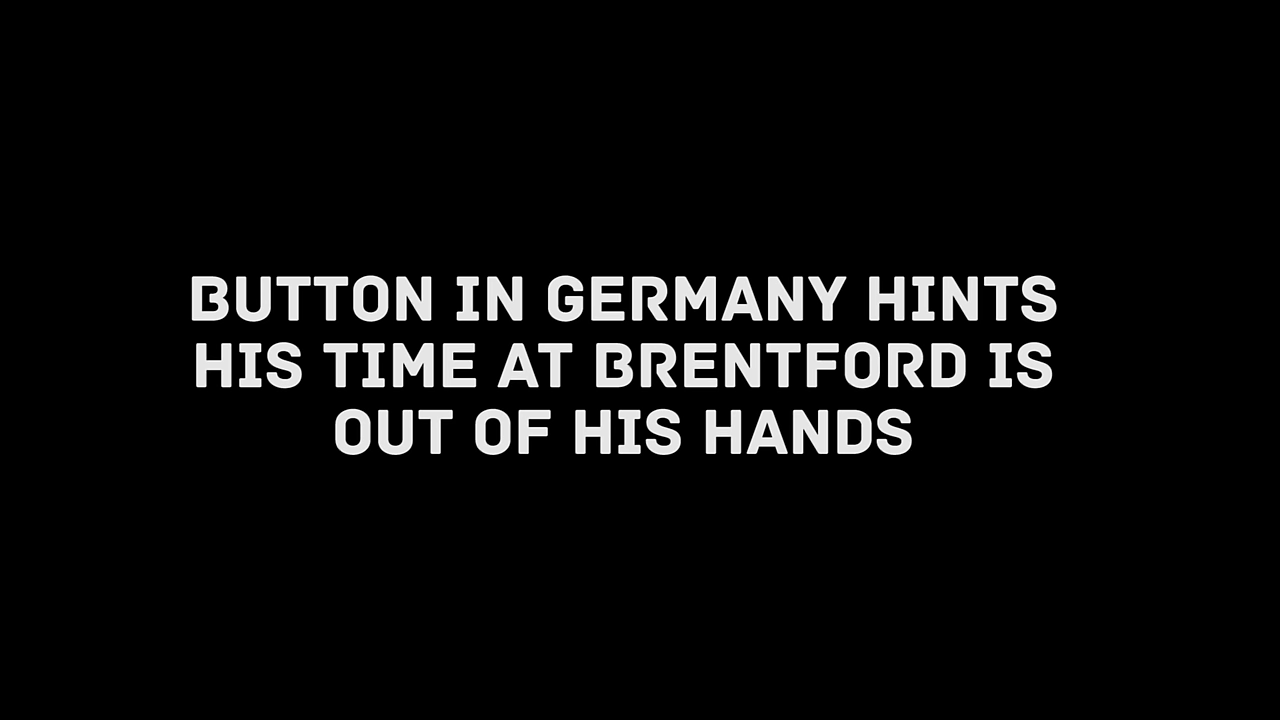 BUTTON IN GERMANY HINTS
HIS TIME AT BRENTFORD IS
OUT OF HIS HANDS